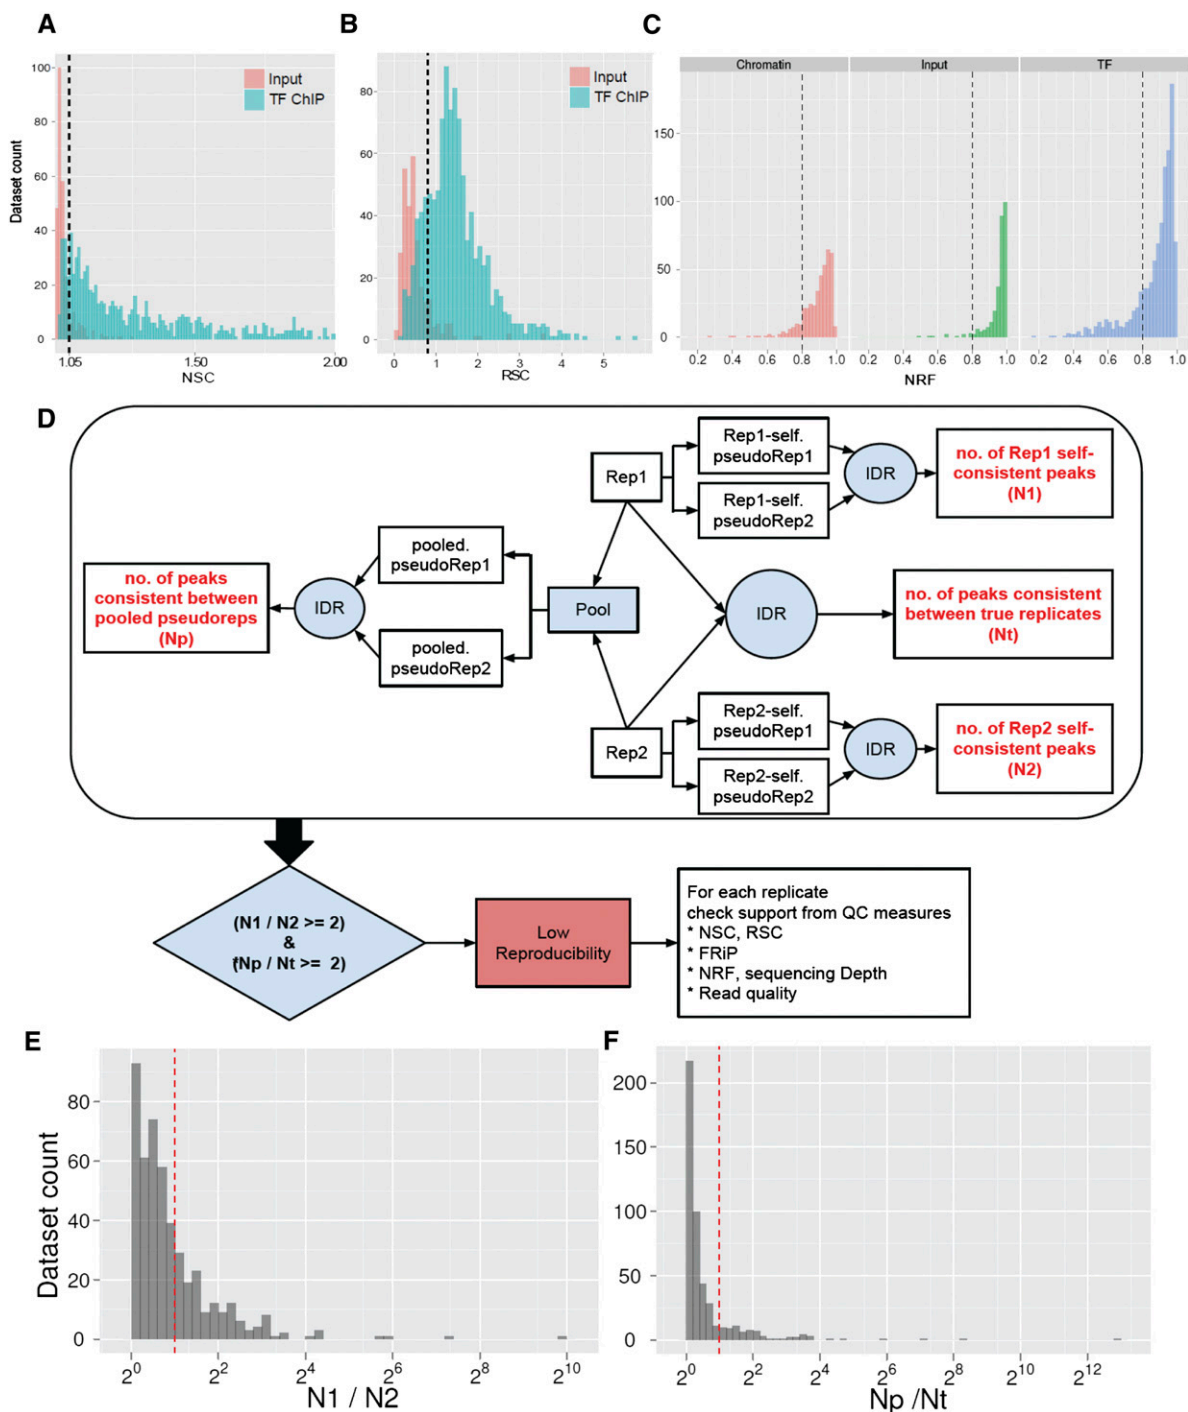 A
B
C
100
80
60
40
20
0
Dataset count
Input
TF ChIP
1.05
1.50
2.00
NSC
80
60
40
20
0
Input
TF ChIP
0
1
2
3
4
5
RSC
Chromatin
Input
TF
150
100
50
0
0.2 0.4 0.6 0.8 1.0
0.2 0.4 0.6 0.8 1.0
0.2 0.4 0.6 0.8 1.0
NRF
D
Rep1
Rep1-self.
pseudoRep1
Rep1-self.
pseudoRep2
IDR
no. of Rep1 self-
consistent peaks
(N1)
no. of peaks
consistent between
pooled pseudoreps
(Np)
IDR
pooled.
pseudoRep1
pooled.
pseudoRep2
Pool
IDR
no. of peaks consistent
between true replicates
(Nt)
Rep2
Rep2-self.
pseudoRep1
Rep2-self.
pseudoRep2
IDR
no. of Rep2 self-
consistent peaks
(N2)
(N1 / N2 >= 2)
&
*(Np / Nt >= 2)
Low
Reproducibility
For each replicate
check support from QC measures
* NSC, RSC
* FRiP
* NRF, sequencing Depth
* Read quality
E
80
60
40
20
0
Dataset count
2^0 2^2 2^4 2^6 2^8 2^10
N1 / N2
F
200
150
100
50
0
2^0 2^2 2^4 2^6 2^8 2^10 2^12
Np /Nt